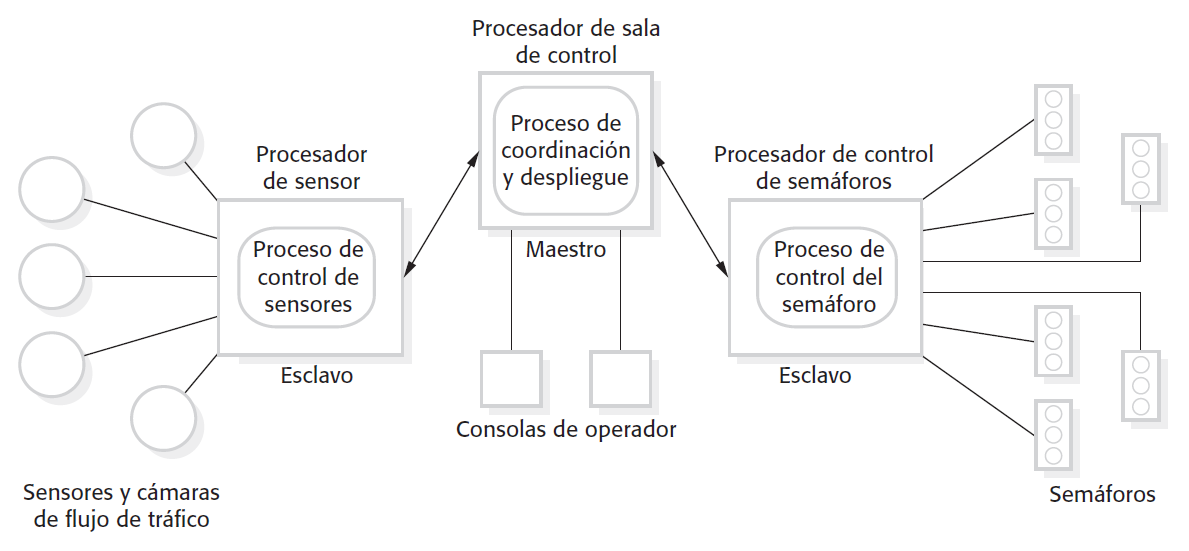 Procesador de sala
de control
Proceso de
coordinación
y despliegue
Maestro
Procesador
de sensor
Proceso de
control de
sensores
Esclavo
Procesador de control
de semáforos
Proceso de
control del
semáforo
Esclavo
Consolas de operador
Sensores y cámaras
de flujo de tráfico
Semáforos